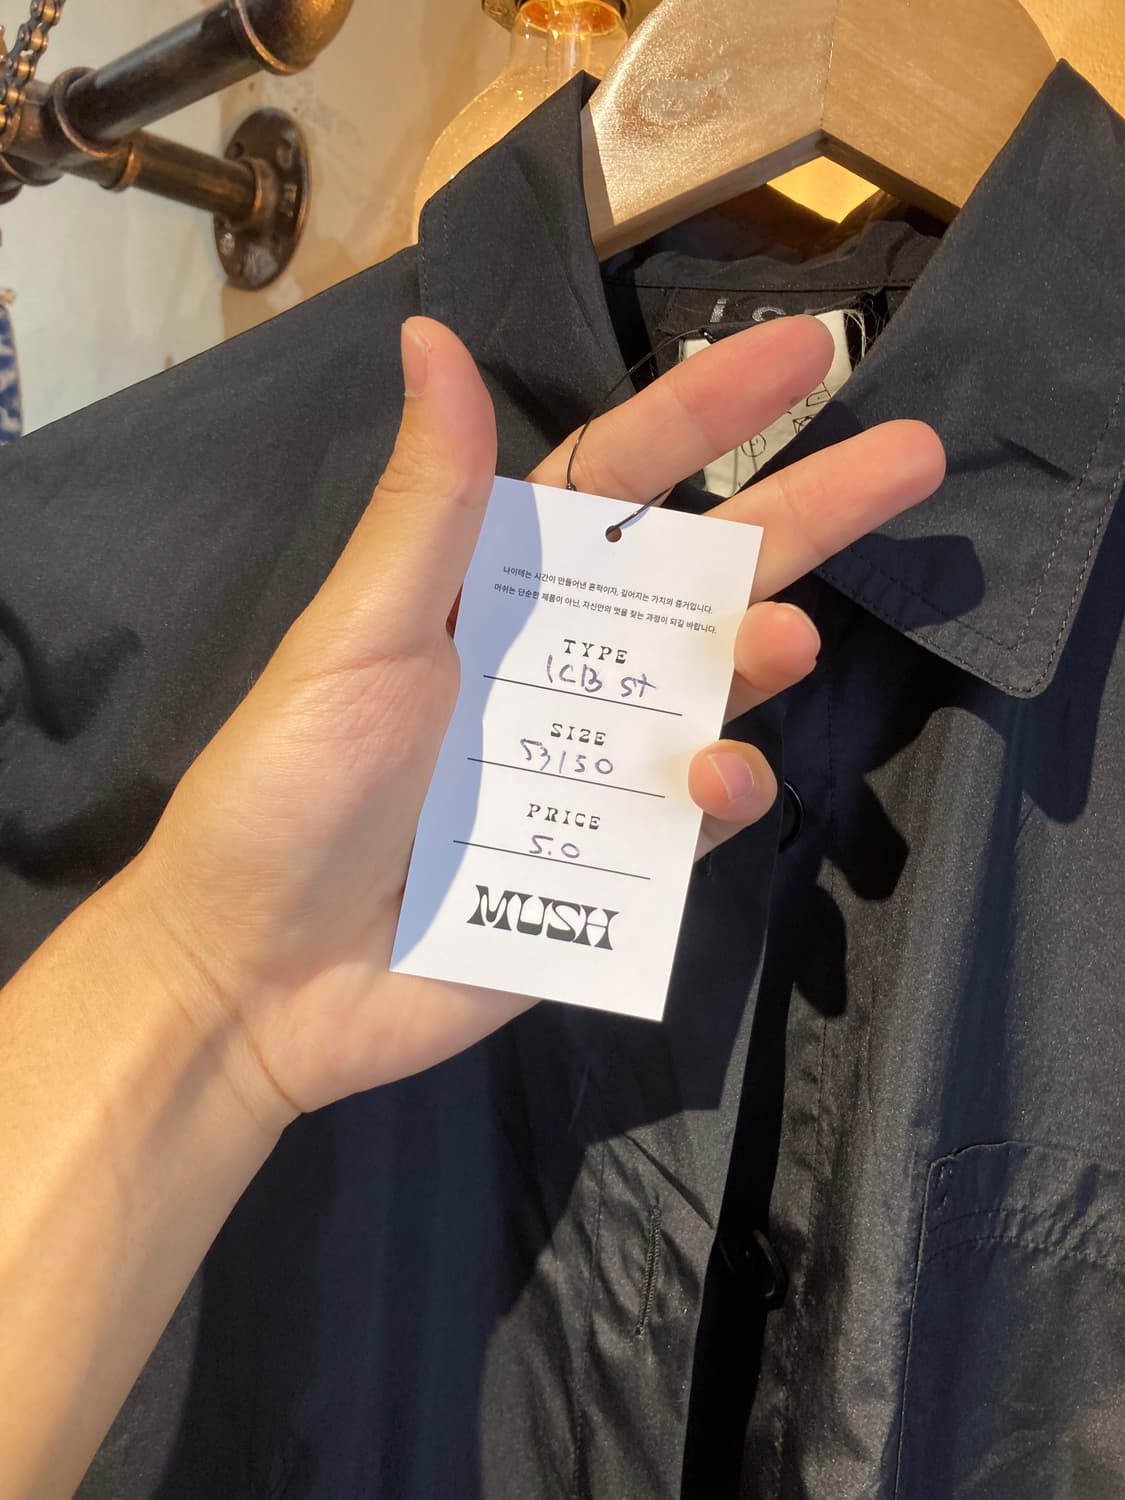 나이테는 시간이 만들어낸 흔적이자, 깊어지는 가치의 증거입니다.
머쉬는 단순한 제품이 아닌, 자신만의 멋을 찾는 과정이 되길 바랍니다.
TYPE
ICB st
SIZE
53/50
PRICE
5.0
MUSH